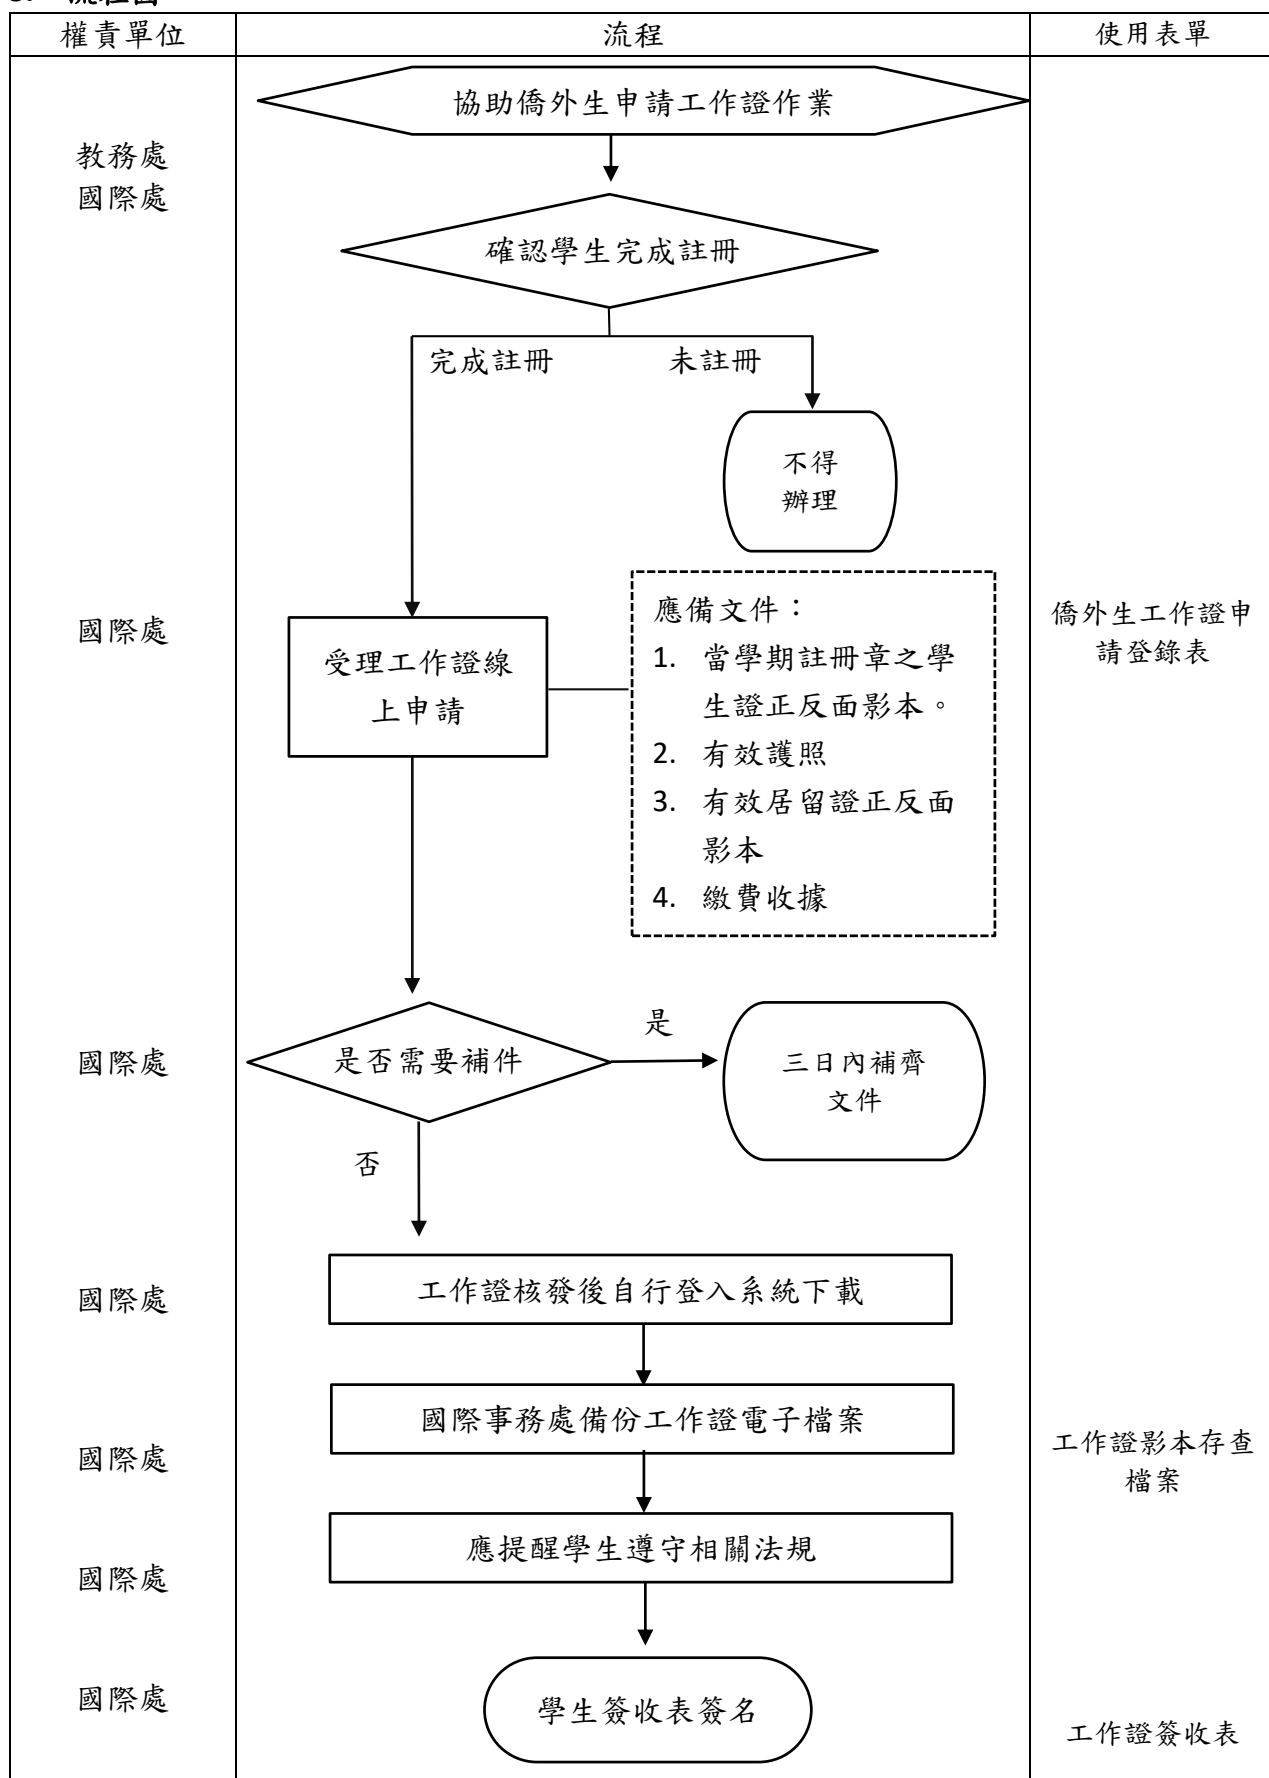 權責單位
流程
使用表單
協助僑外生申請工作證作業
教務處
國際處
確認學生完成註冊
完成註冊
未註冊
不得
辦理
國際處
受理工作證線
上申請
應備文件：
1. 當學期註冊章之學
生證正反面影本。
2. 有效護照
3. 有效居留證正反面
影本
4. 繳費收據
僑外生工作證申
請登錄表
國際處
是否需要補件
是
三日內補齊
文件
否
國際處
工作證核發後自行登入系統下載
國際處
國際事務處備份工作證電子檔案
工作證影本存查
檔案
國際處
應提醒學生遵守相關法規
國際處
學生簽收表簽名
工作證簽收表